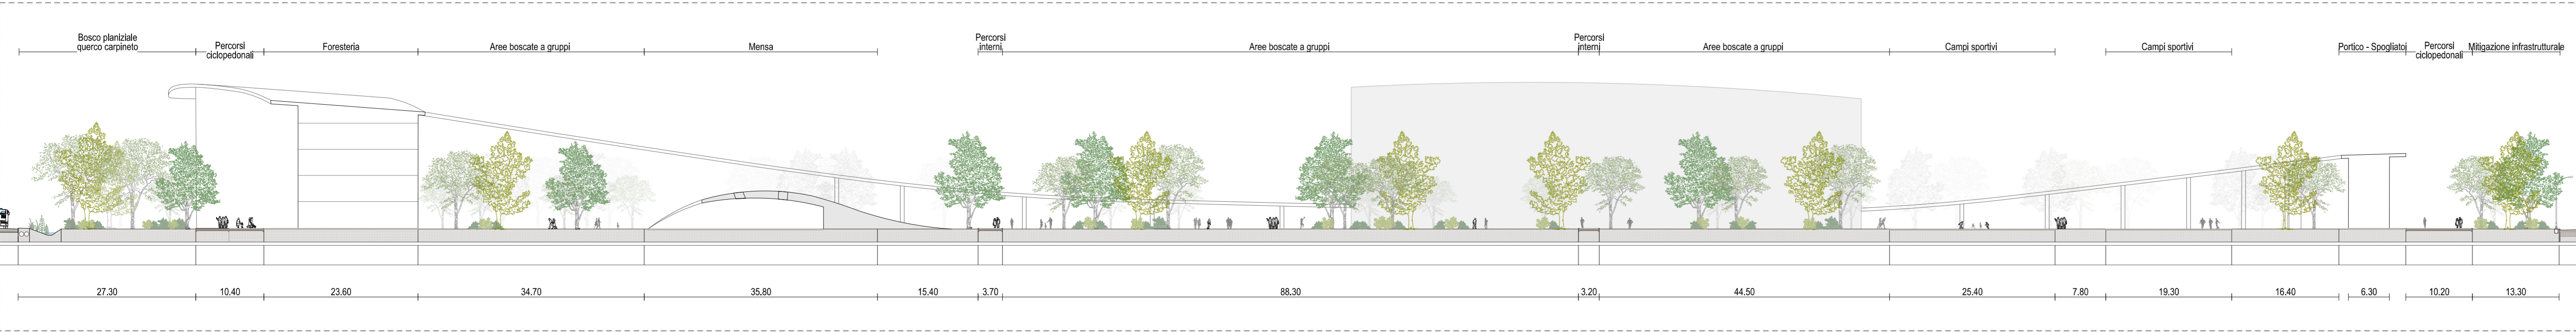 Bosco planiziale
querco carpineto
Percorsi
ciclopedonali
Foresteria
Aree boscate a gruppi
Mensa
Percorsi
interni
Aree boscate a gruppi
Percorsi
interni
Aree boscate a gruppi
Campi sportivi
Campi sportivi
Portico - Spogliatoi
Percorsi
ciclopedonali
Mitigazione infrastrutturale
27.30
10.40
23.60
34.70
35.80
15.40
3.70
88.30
3.20
44.50
25.40
7.80
19.30
16.40
6.30
10.20
13.30